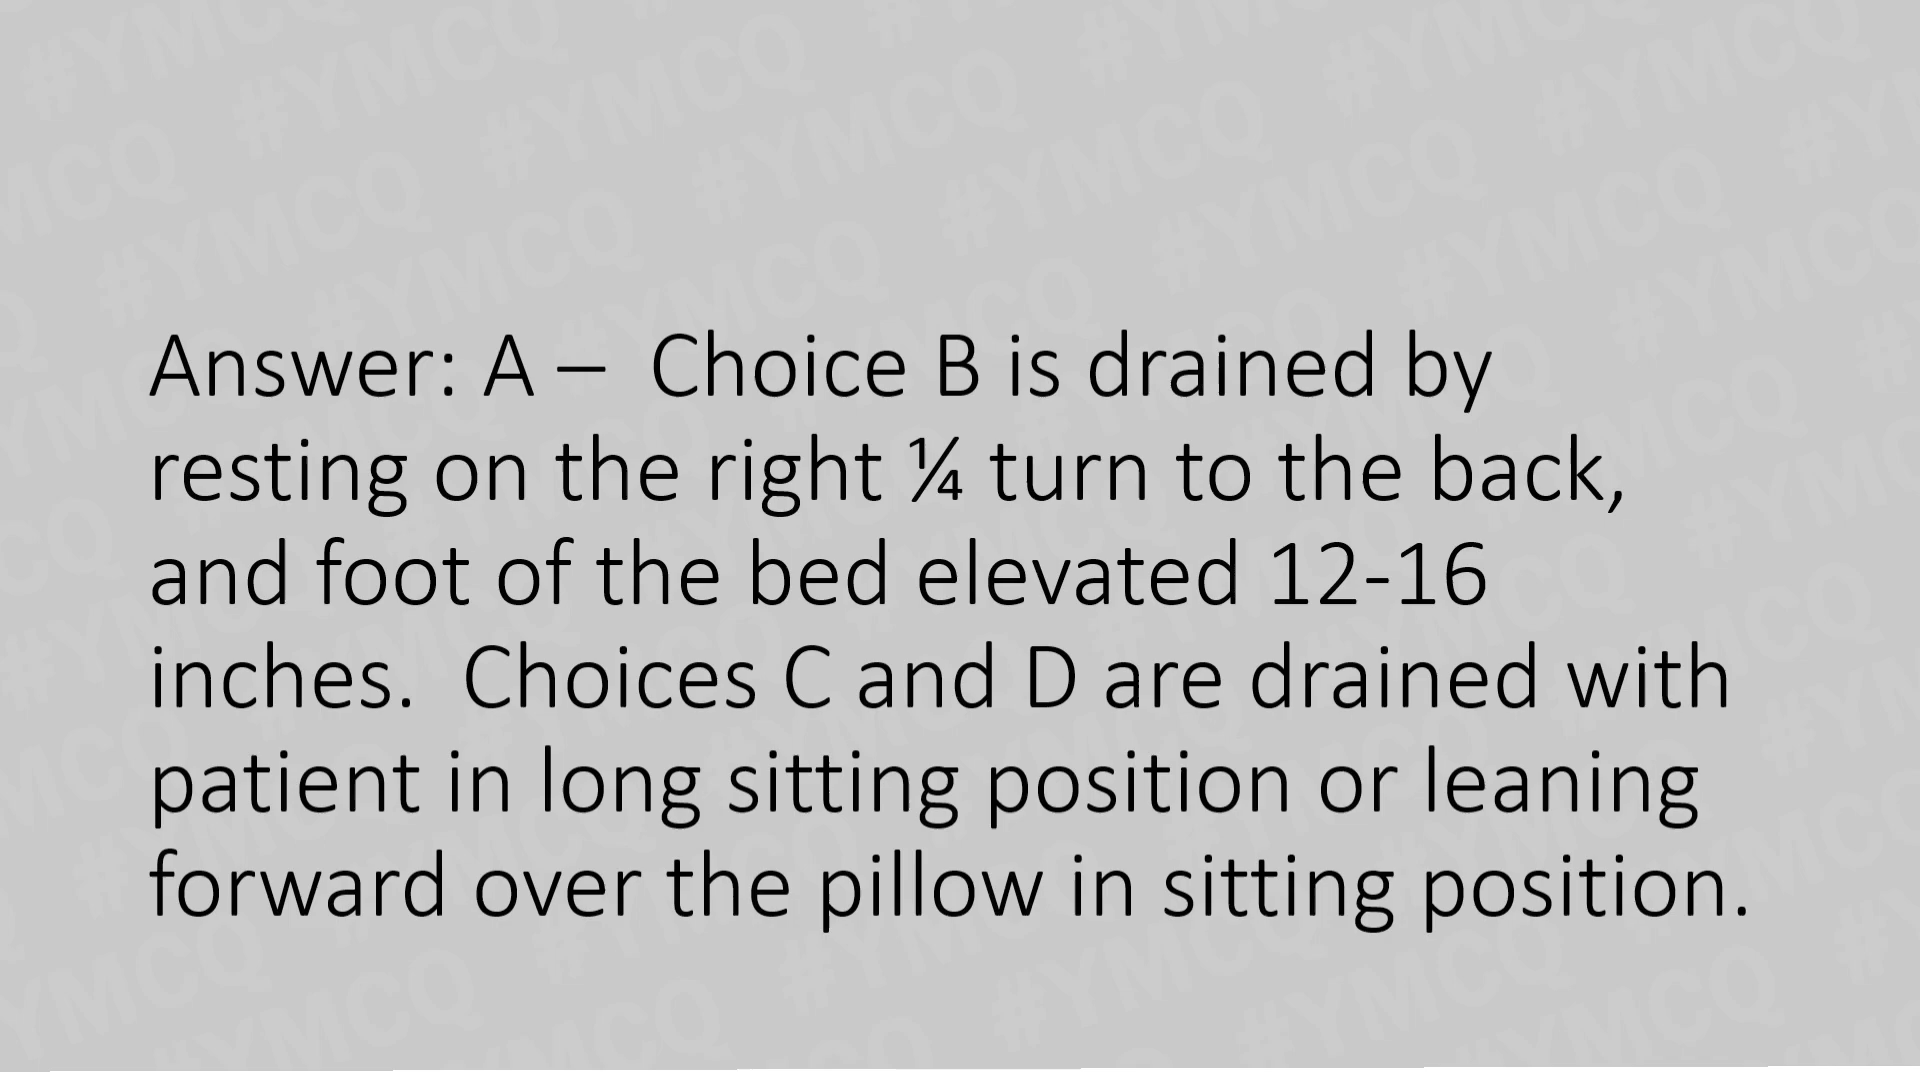 Answer: A –  Choice B is drained by
resting on the right ¼ turn to the back,
and foot of the bed elevated 12-16
inches.  Choices C and D are drained with
patient in long sitting position or leaning
forward over the pillow in sitting position.
#YMCQ